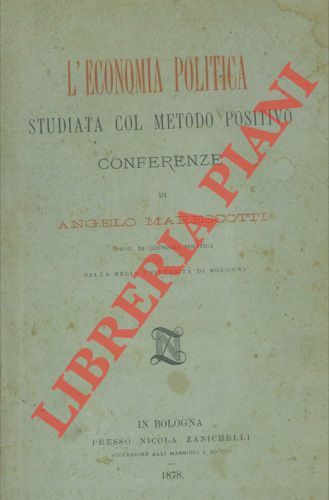 L'ECONOMIA POLITICA
STUDIATA COL METODO POSITIVO
CONFERENZE
DI
ANGELO MARESCOTTI
PROF. DI ECONOMIA POLITICA
NELLA REGIA UNIVERSITÀ DI BOLOGNA
NZ
IN BOLOGNA
PRESSO NICOLA ZANICHELLI
SUCCESSORE ALLI MARSIGLI E ROCCHI
1878.
LIBRERIA PIANI